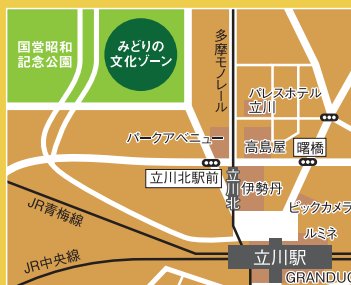 国営昭和
記念公園
みどりの
文化ゾーン
多摩モノレール
パレスホテル
立川
パークアベニュー
高島屋
曙橋
立川北駅前
立川北
伊勢丹
ビックカメラ
ルミネ
JR青梅線
立川駅
JR中央線
GRANDUO